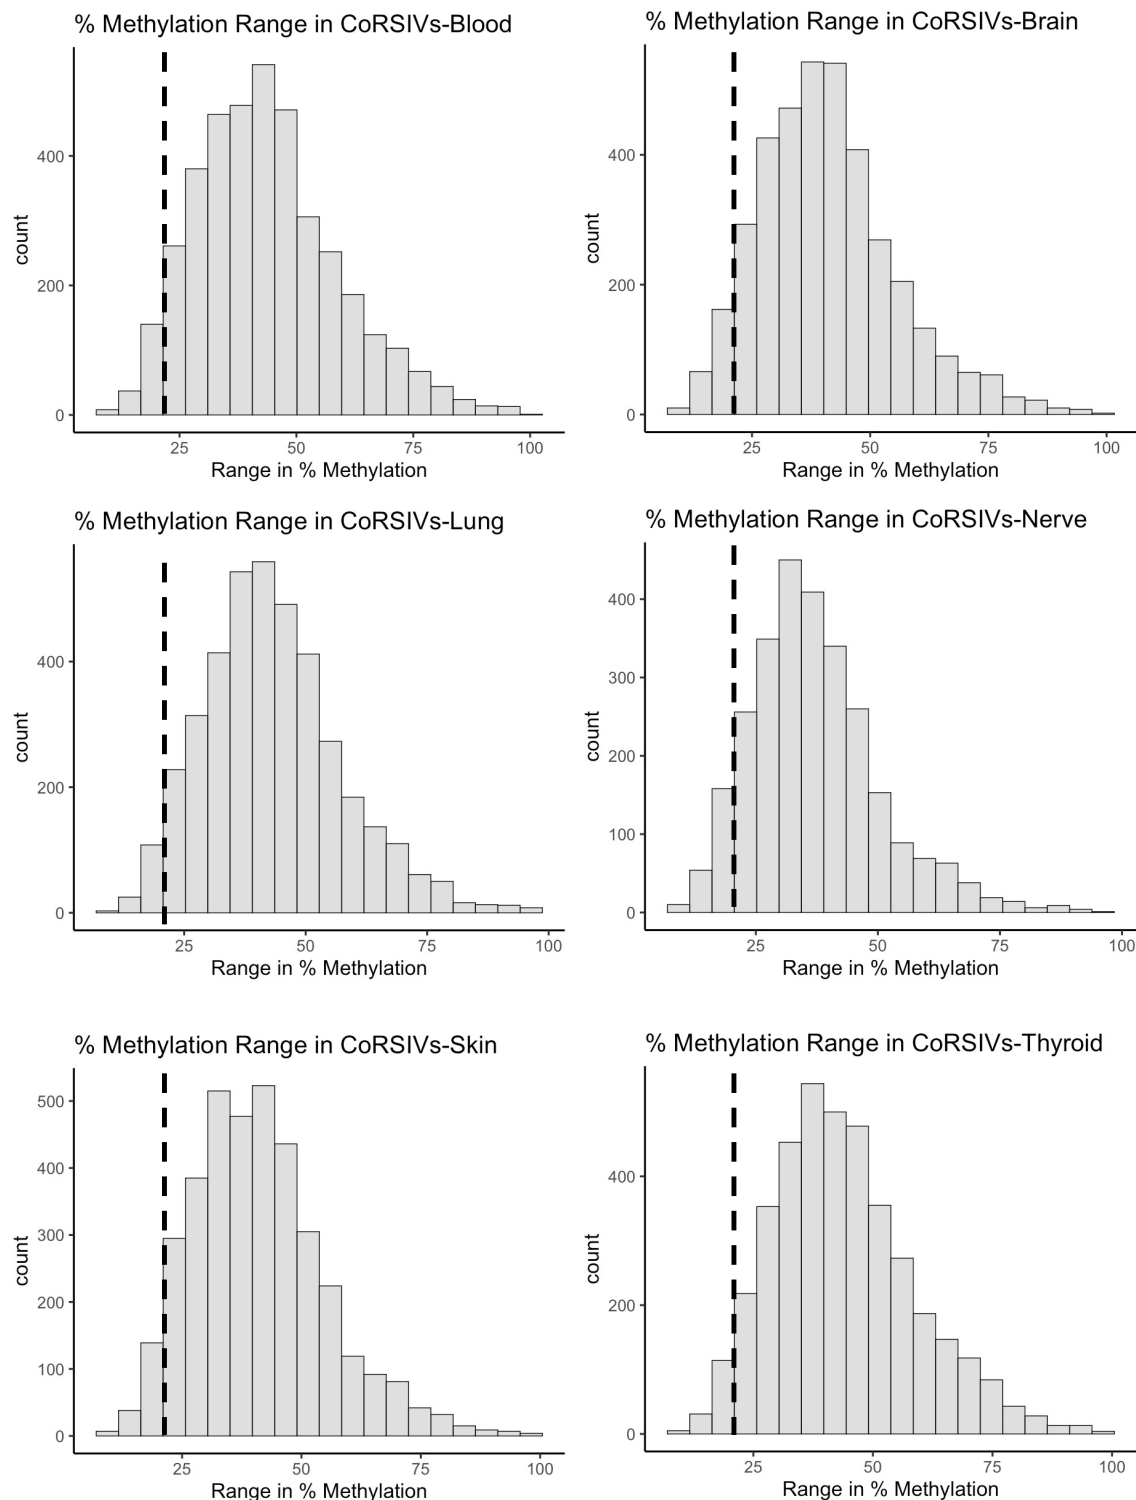 % Methylation Range in CoRSIVs-Blood
count
400
200
0
25 50 75 100
Range in % Methylation
% Methylation Range in CoRSIVs-Brain
count
400
200
0
25 50 75 100
Range in % Methylation
% Methylation Range in CoRSIVs-Lung
count
400
200
0
25 50 75 100
Range in % Methylation
% Methylation Range in CoRSIVs-Nerve
count
400
300
200
100
0
25 50 75 100
Range in % Methylation
% Methylation Range in CoRSIVs-Skin
count
500
400
300
200
100
0
25 50 75 100
Range in % Methylation
% Methylation Range in CoRSIVs-Thyroid
count
400
200
0
25 50 75 100
Range in % Methylation